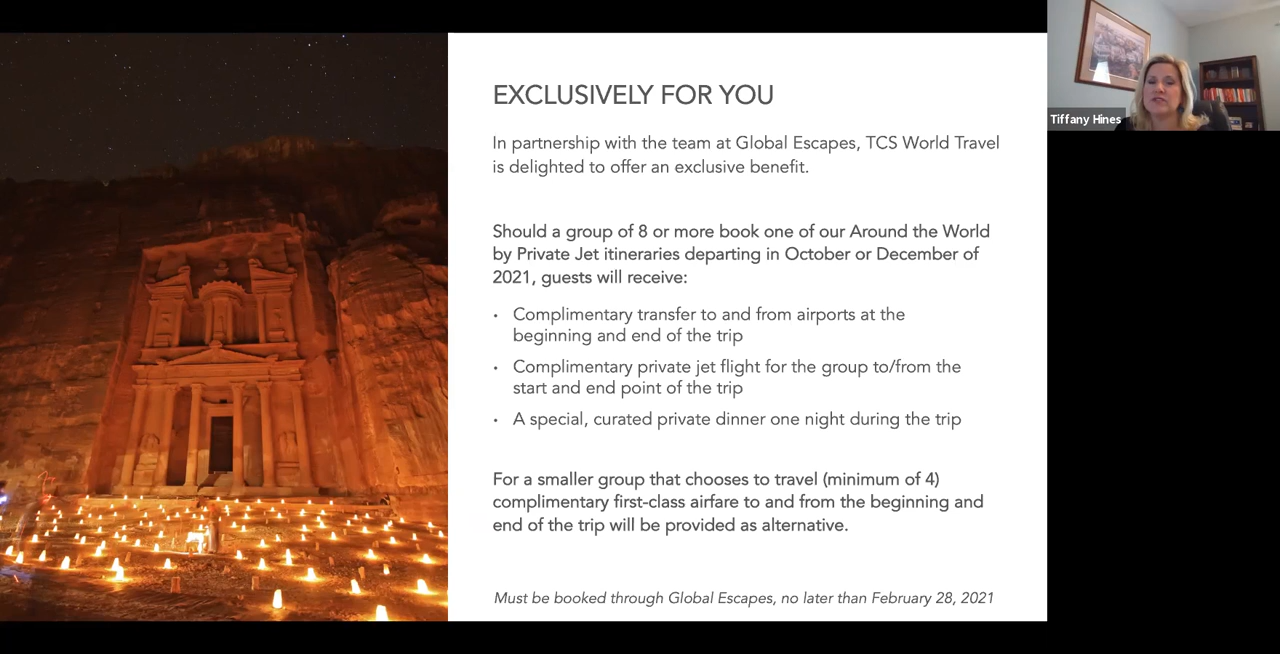 EXCLUSIVELY FOR YOU
In partnership with the team at Global Escapes, TCS World Travel
is delighted to offer an exclusive benefit.
Should a group of 8 or more book one of our Around the World
by Private Jet itineraries departing in October or December of
2021, guests will receive:
• Complimentary transfer to and from airports at the
beginning and end of the trip
• Complimentary private jet flight for the group to/from the
start and end point of the trip
• A special, curated private dinner one night during the trip
For a smaller group that chooses to travel (minimum of 4)
complimentary first-class airfare to and from the beginning and
end of the trip will be provided as alternative.
Must be booked through Global Escapes, no later than February 28, 2021
Tiffany Hines